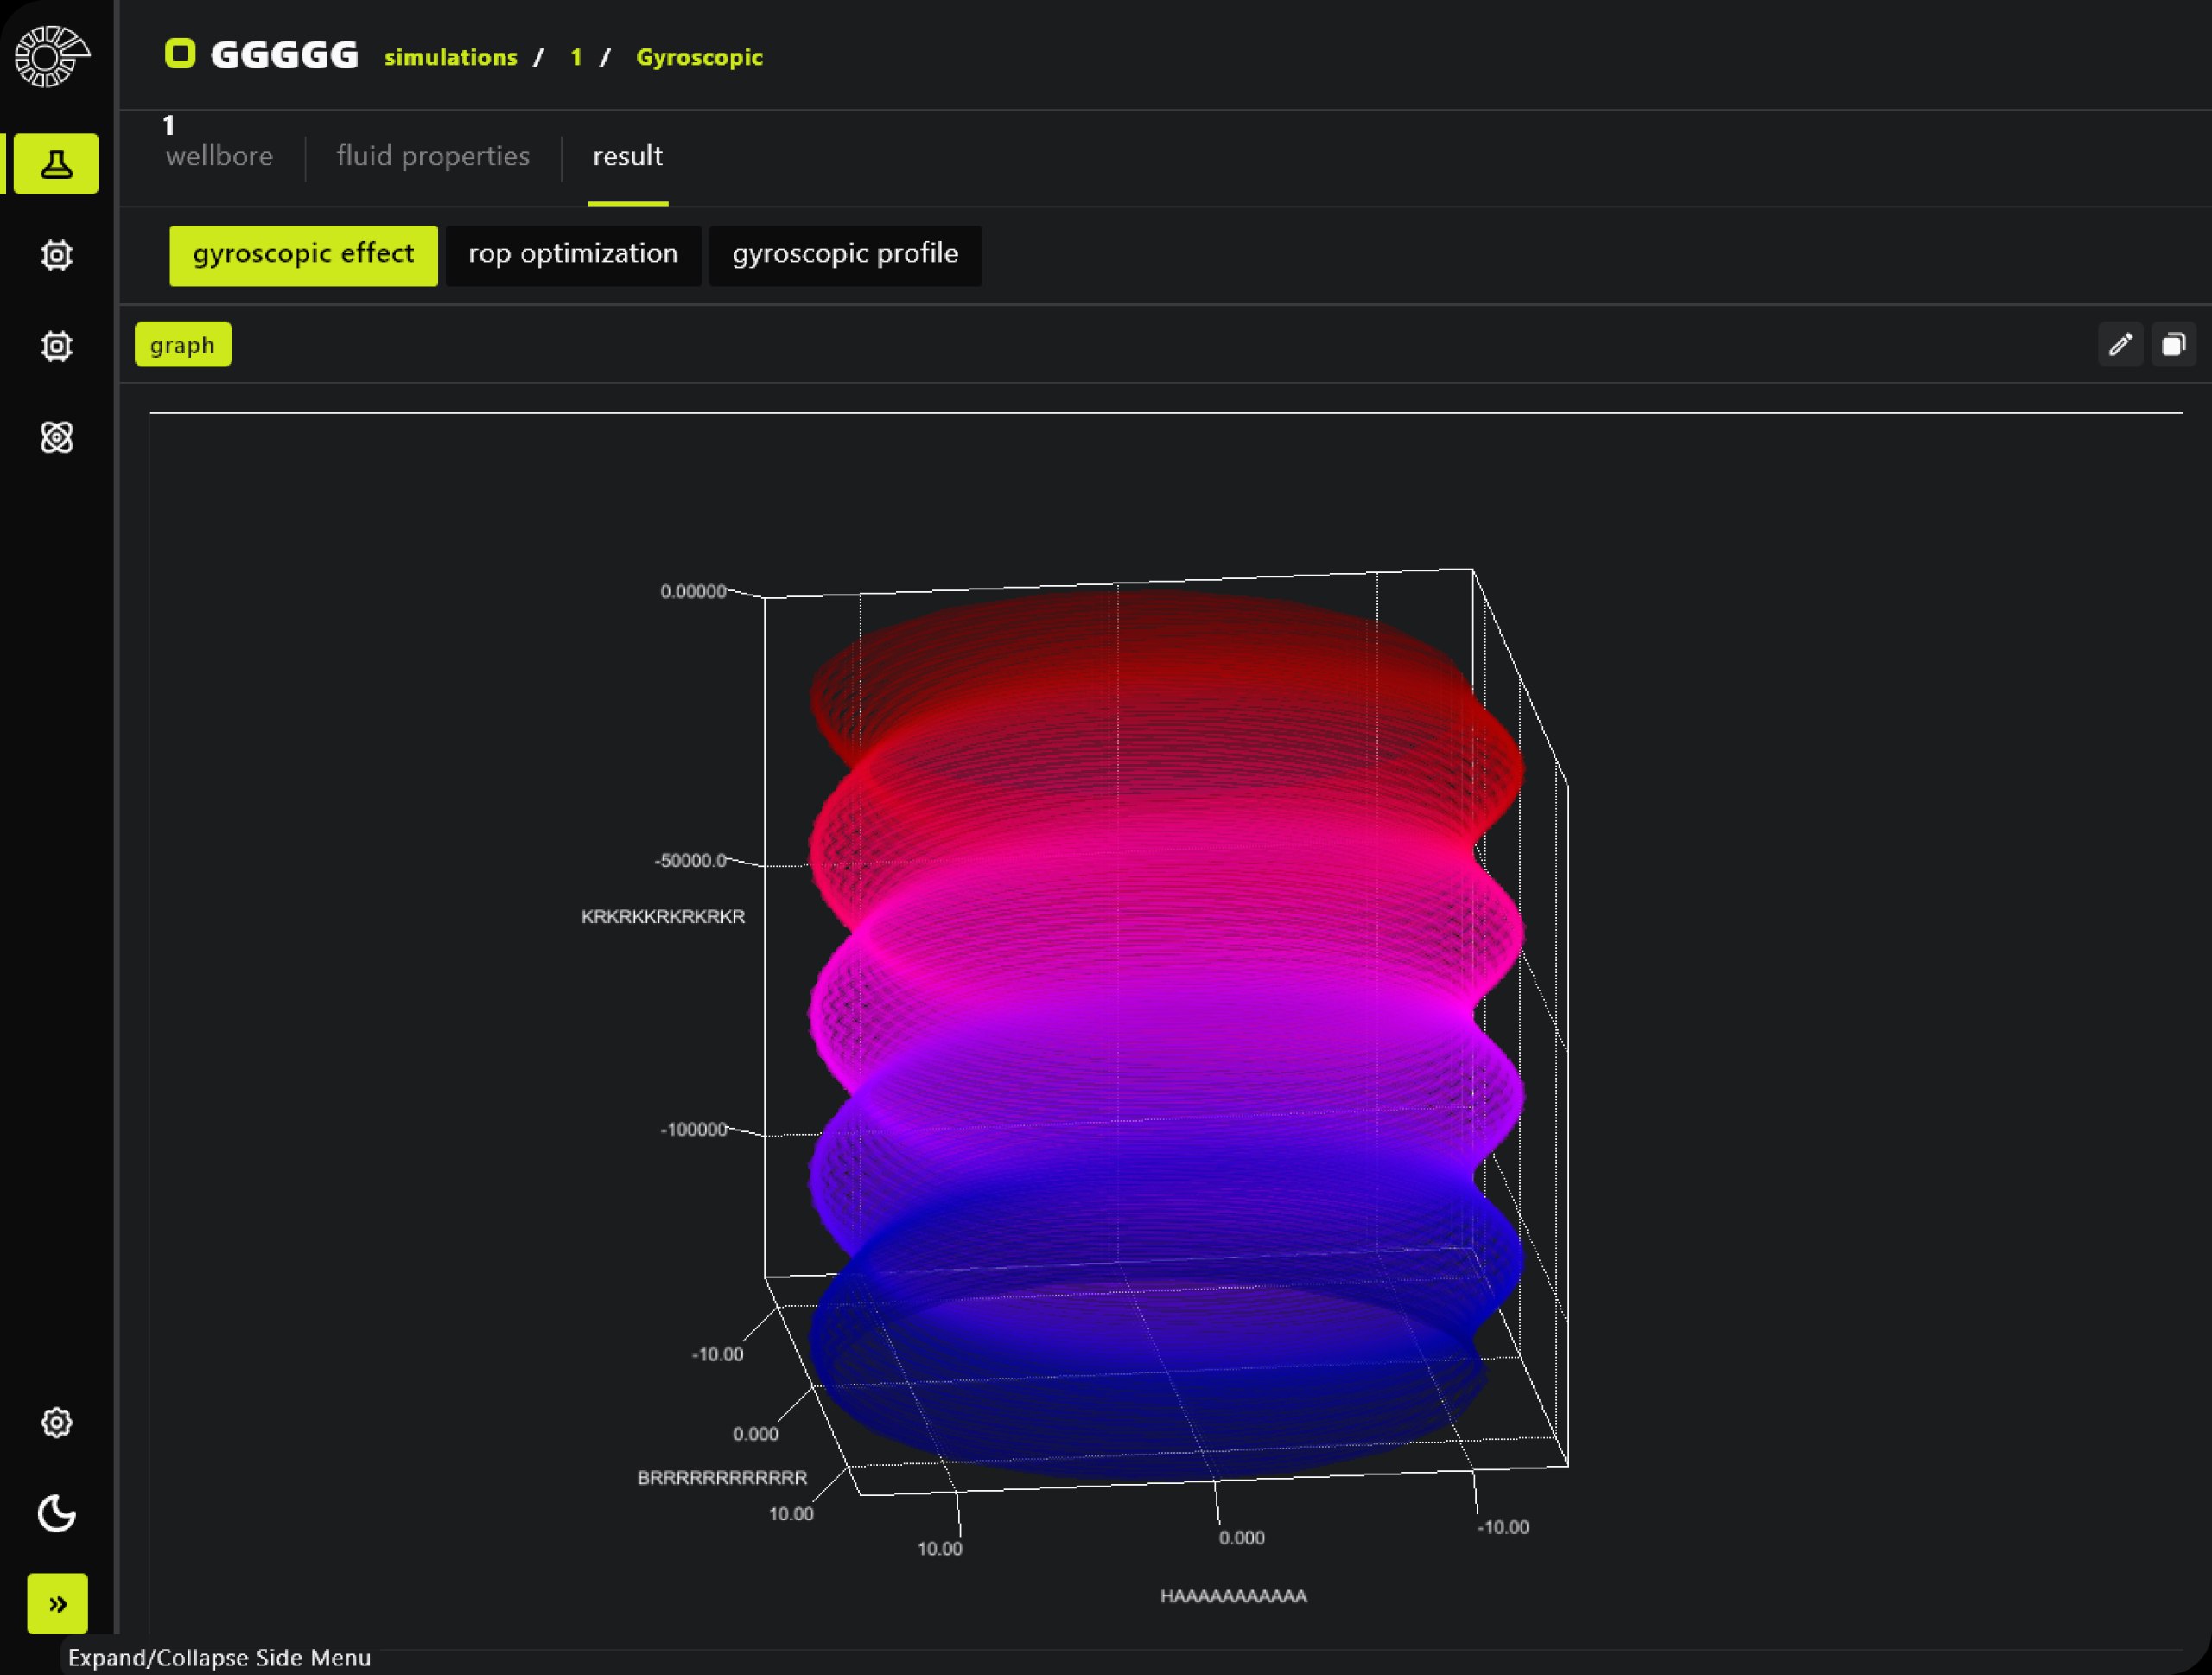 GGGGG simulations / 1 / Gyroscopic
1
wellbore fluid properties result
gyroscopic effect rop optimization gyroscopic profile
graph
0.00000
-50000.0
KRKRKKRKRKRKR
-100000
-10.00
0.000
BRRRRRRRRRRRRR
10.00
10.00 0.000 -10.00
HAAAAAAAAAAAA
Expand/Collapse Side Menu